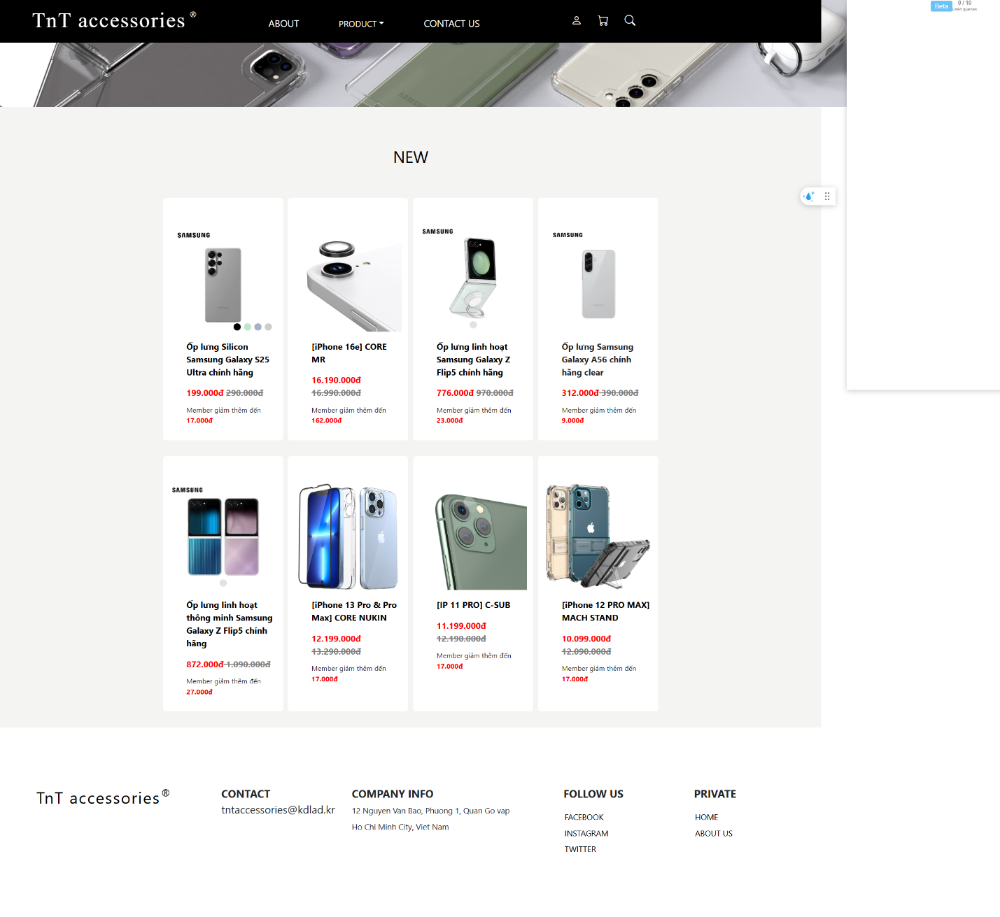 TnT accessories ®
ABOUT
PRODUCT
CONTACT US
Beta
0 / 10
used queries
SAMSUNG
NEW
SAMSUNG
Ốp lưng Silicon
Samsung Galaxy S25
Ultra chính hãng
199.000đ 290.000đ
Member giảm thêm đến
17.000đ
[iPhone 16e] CORE
MR
16.190.000đ
16.990.000đ
Member giảm thêm đến
162.000đ
SAMSUNG
Ốp lưng linh hoạt
Samsung Galaxy Z
Flip5 chính hãng
776.000đ 970.000đ
Member giảm thêm đến
23.000đ
SAMSUNG
Ốp lưng Samsung
Galaxy A56 chính
hãng clear
312.000đ 390.000đ
Member giảm thêm đến
9.000đ
SAMSUNG
Ốp lưng linh hoạt
thông minh Samsung
Galaxy Z Flip5 chính
hãng
872.000đ 1.090.000đ
Member giảm thêm đến
27.000đ
[iPhone 13 Pro & Pro
Max] CORE NUKIN
12.199.000đ
13.290.000đ
Member giảm thêm đến
17.000đ
[IP 11 PRO] C-SUB
11.199.000đ
12.190.000đ
Member giảm thêm đến
17.000đ
[iPhone 12 PRO MAX]
MACH STAND
10.099.000đ
12.090.000đ
Member giảm thêm đến
17.000đ
TnT accessories ®
CONTACT
tntaccessories@kdlad.kr
COMPANY INFO
12 Nguyen Van Bao, Phuong 1, Quan Go vap
Ho Chi Minh City, Viet Nam
FOLLOW US
FACEBOOK
INSTAGRAM
TWITTER
PRIVATE
HOME
ABOUT US